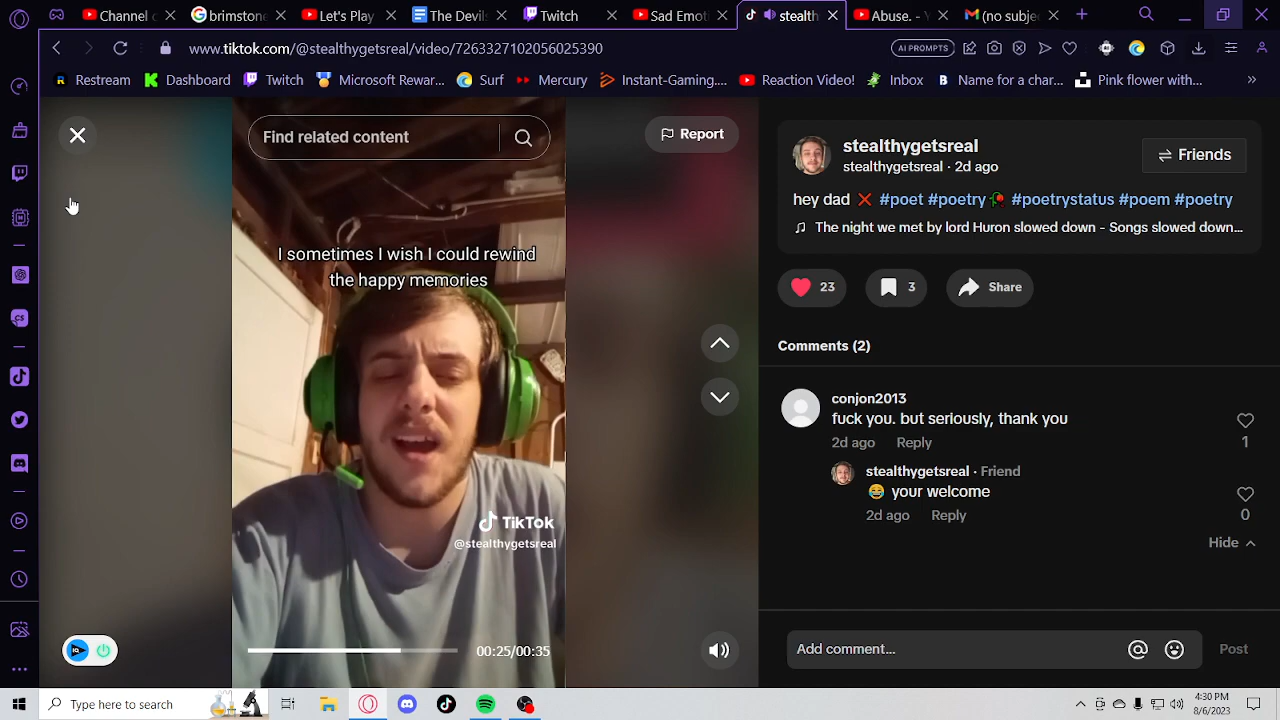 Channel c
brimstone
Let's Play
The Devils
Twitch
Sad Emoti
stealth
Abuse. - Y
(no subje
www.tiktok.com/@stealthygetsreal/video/7263327102056025390
AI PROMPTS
Restream
Dashboard
Twitch
Microsoft Rewar...
Surf
Mercury
Instant-Gaming....
Reaction Video!
Inbox
B Name for a char...
Pink flower wit...
Find related content
Report
I sometimes I wish I could rewind
the happy memories
TikTok
@stealthygetsreal
00:25/00:35
stealthygetsreal
stealthygetsreal · 2d ago
Friends
hey dad ❌ #poet #poetry🥀 #poetrystatus #poem #poetry
The night we met by lord Huron slowed down - Songs slowed down...
23
3
Share
Comments (2)
conjon2013
fuck you. but seriously, thank you
2d ago Reply
1
stealthygetsreal · Friend
😂 your welcome
2d ago Reply
0
Hide
Add comment...
Post
Type here to search
4:30 PM
8/6/2023